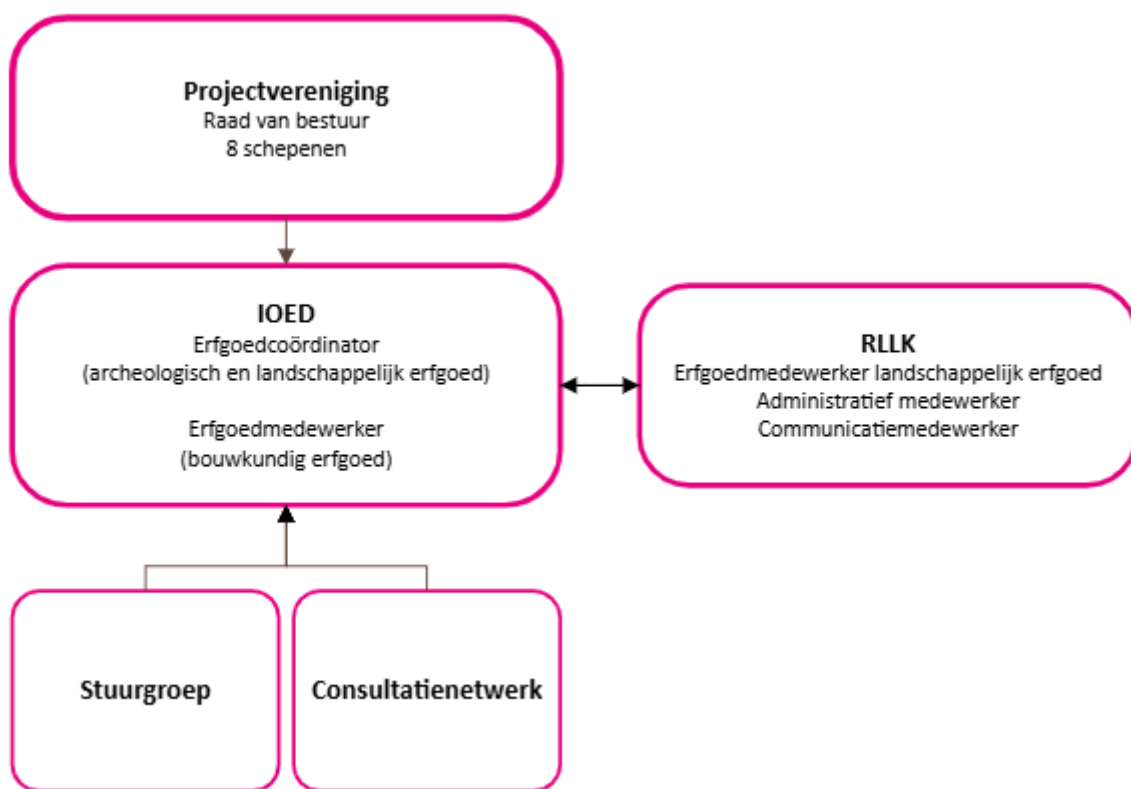 Projectvereniging
Raad van bestuur
8 schepenen
IOED
Erfgoedcoördinator
(archeologisch en landschappelijk erfgoed)
Erfgoedmedewerker
(bouwkundig erfgoed)
RLLK
Erfgoedmedewerker landschappelijk erfgoed
Administratief medewerker
Communicatiemedewerker
Stuurgroep
Consultatienetwerk